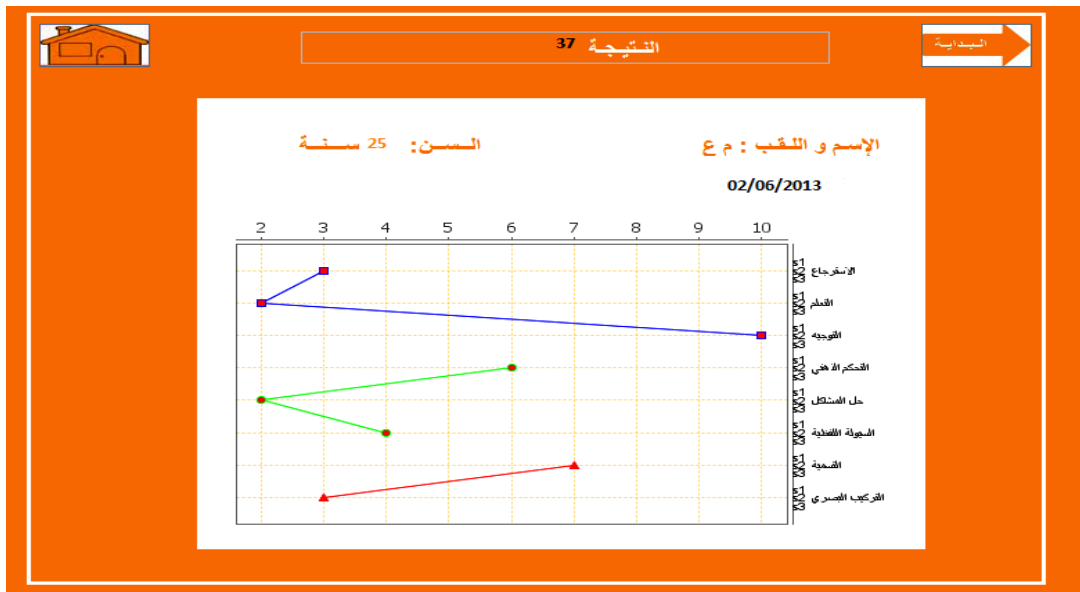 البداية
النتيجة 37
الإسم و اللقب : م ع
السن: 25 سنة
02/06/2013
2 3 4 5 6 7 8 9 10
الاسترجاع
التعلم
التوجيه
التحكم الذهني
حل المشاكل
السيولة اللفظية
التسمية
التركيب البصري